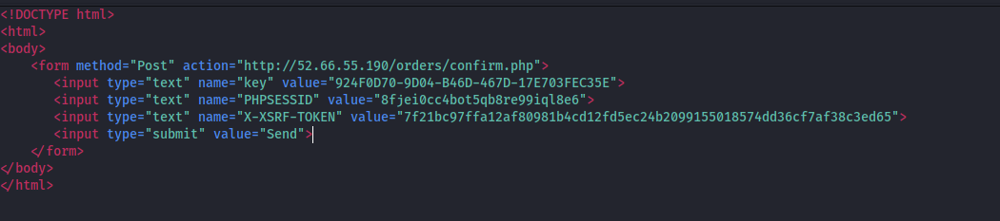 <!DOCTYPE html>
<html>
<body>
<form method="Post" action="http://52.66.55.190/orders/confirm.php">
<input type="text" name="key" value="924F0D70-9D04-B46D-467D-17E703FEC35E">
<input type="text" name="PHPSESSID" value="8fjei0cc4bot5qb8re99iql8e6">
<input type="text" name="X-XSRF-TOKEN" value="7f21bc97ffa12af80981b4cd12fd5ec24b2099155018574dd36cf7af38c3ed65">
<input type="submit" value="Send">
</form>
</body>
</html>